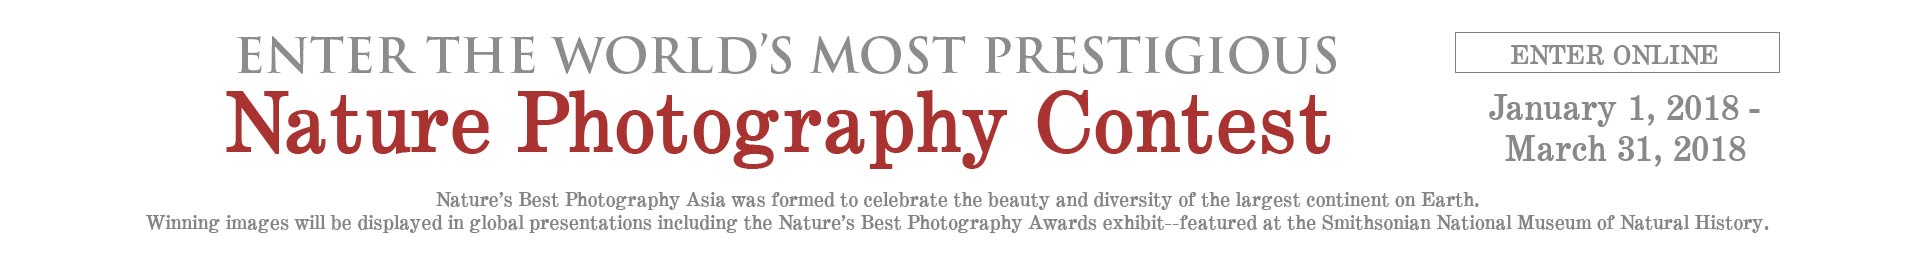 ENTER THE WORLD'S MOST PRESTIGIOUS
Nature Photography Contest
ENTER ONLINE
January 1, 2018 -
March 31, 2018
Nature's Best Photography Asia was formed to celebrate the beauty and diversity of the largest continent on Earth.
Winning images will be displayed in global presentations including the Nature's Best Photography Awards exhibit--featured at the Smithsonian National Museum of Natural History.